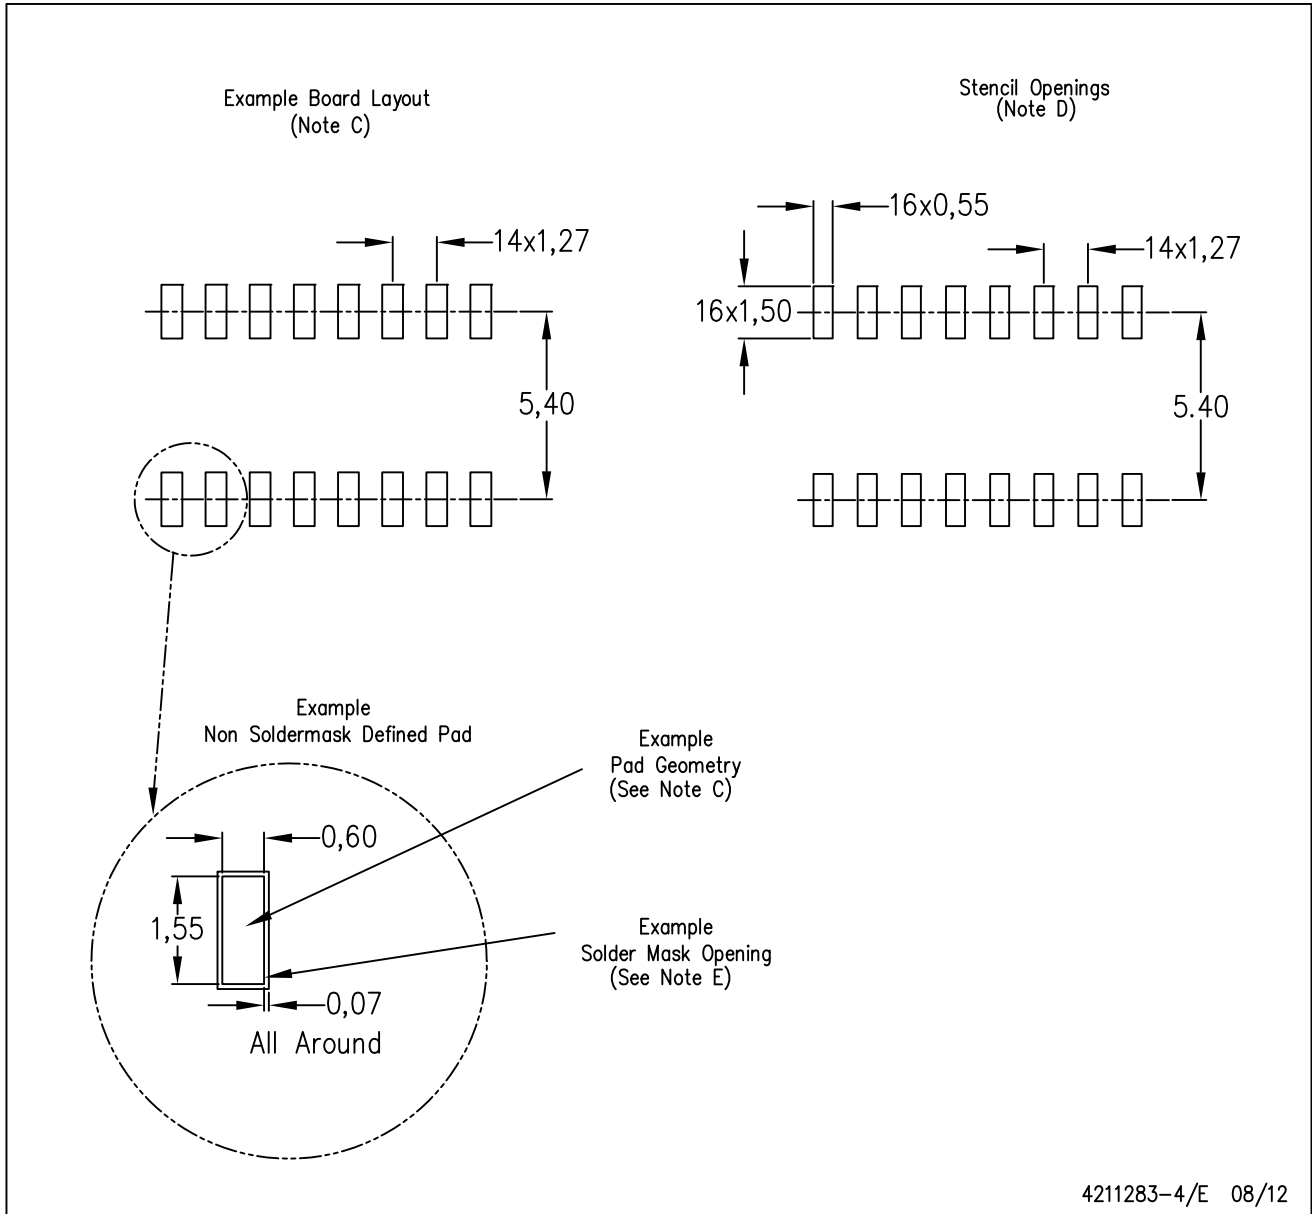 Example Board Layout
(Note C)
Stencil Openings
(Note D)
14x1,27
5,40
16x0,55
14x1,27
16x1,50
5.40
Example
Non Soldermask Defined Pad
0,60
1,55
0,07
All Around
Example
Pad Geometry
(See Note C)
Example
Solder Mask Opening
(See Note E)
4211283-4/E 08/12